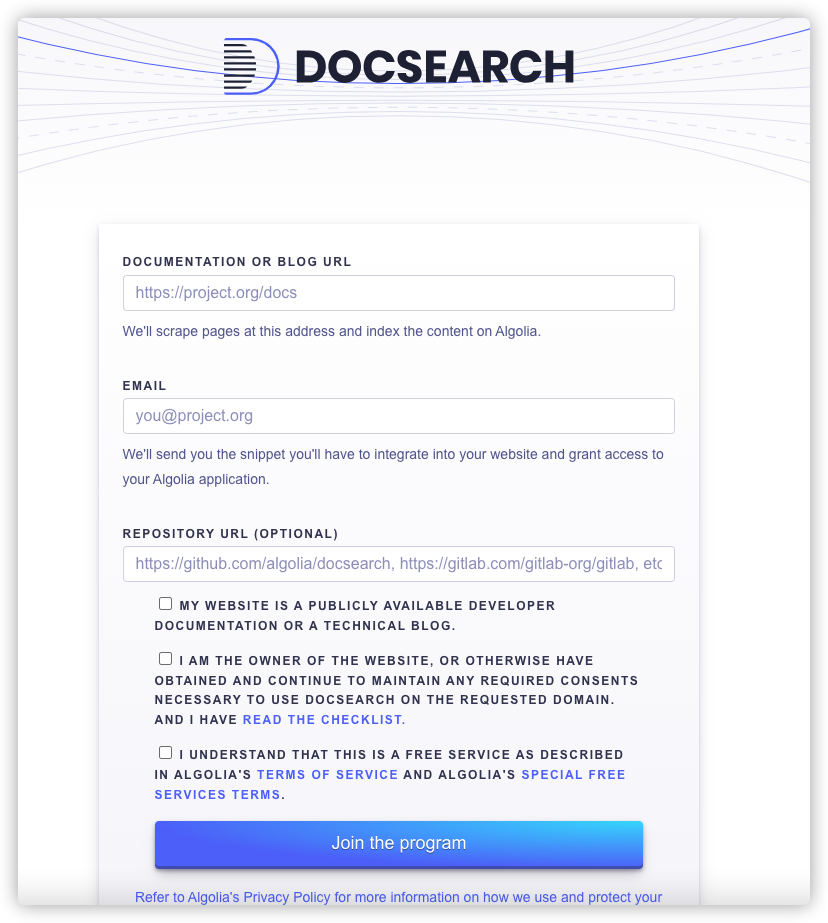 DOCSEARCH
DOCUMENTATION OR BLOG URL
https://project.org/docs
We'll scrape pages at this address and index the content on Algolia.
EMAIL
you@project.org
We'll send you the snippet you'll have to integrate into your website and grant access to
your Algolia application.
REPOSITORY URL (OPTIONAL)
https://github.com/algolia/docsearch, https://gitlab.com/gitlab-org/gitlab, etc
MY WEBSITE IS A PUBLICLY AVAILABLE DEVELOPER
DOCUMENTATION OR A TECHNICAL BLOG.
I AM THE OWNER OF THE WEBSITE, OR OTHERWISE HAVE
OBTAINED AND CONTINUE TO MAINTAIN ANY REQUIRED CONSENTS
NECESSARY TO USE DOCSEARCH ON THE REQUESTED DOMAIN.
AND I HAVE READ THE CHECKLIST.
I UNDERSTAND THAT THIS IS A FREE SERVICE AS DESCRIBED
IN ALGOLIA'S TERMS OF SERVICE AND ALGOLIA'S SPECIAL FREE
SERVICES TERMS.
Join the program
Refer to Algolia's Privacy Policy for more information on how we use and protect your